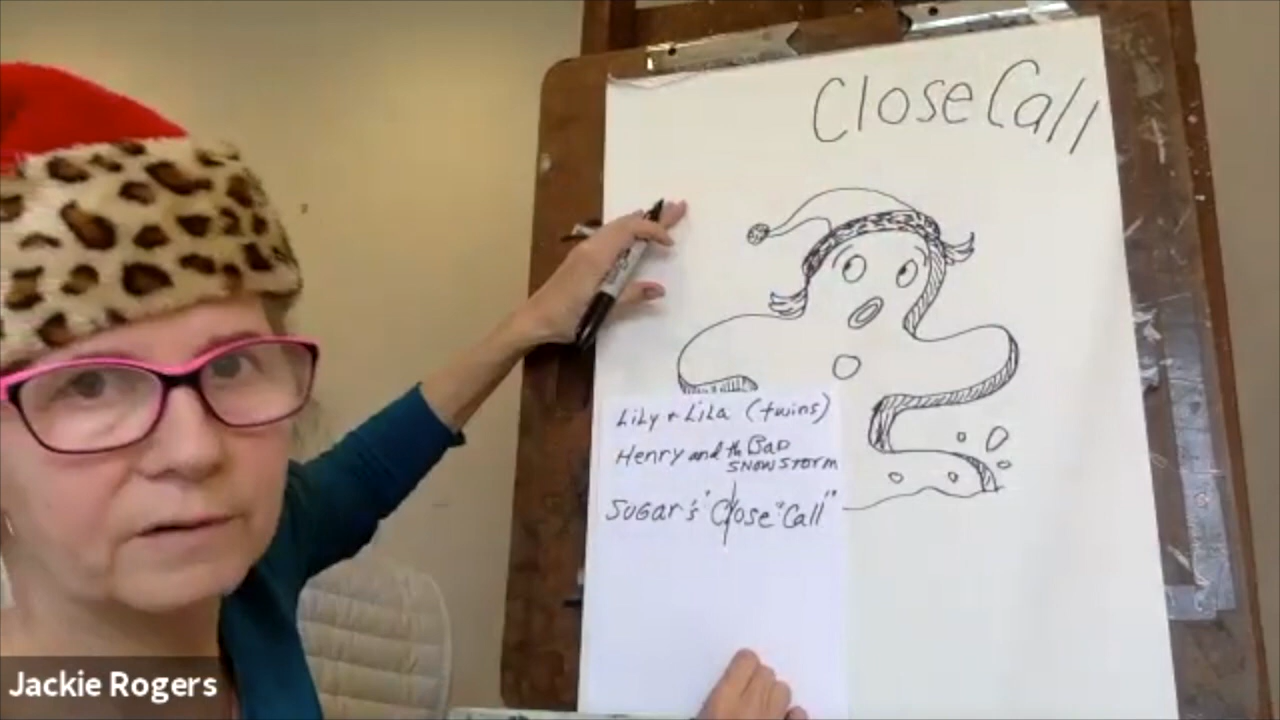 Close Call
Lily & Lila (twins)
Henry and the Bad
SNOWSTORM
SUGAR's "Close "Call"
Jackie Rogers